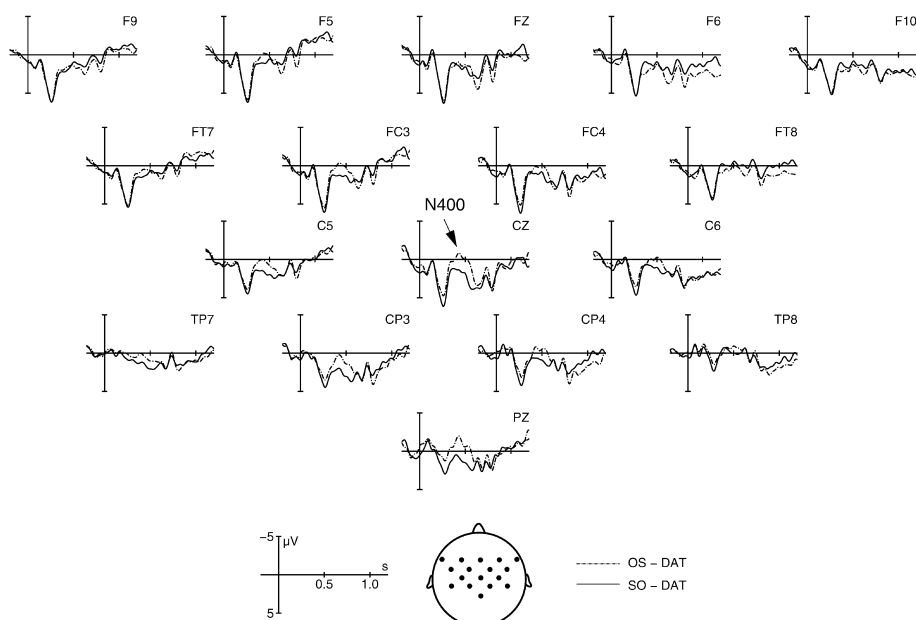 F9 F5 FZ F6 F10
FT7 FC3 FC4 FT8
N400
C5 CZ C6
TP7 CP3 CP4 TP8
PZ
-5
µV
s
0.5 1.0
5
OS – DAT
SO – DAT